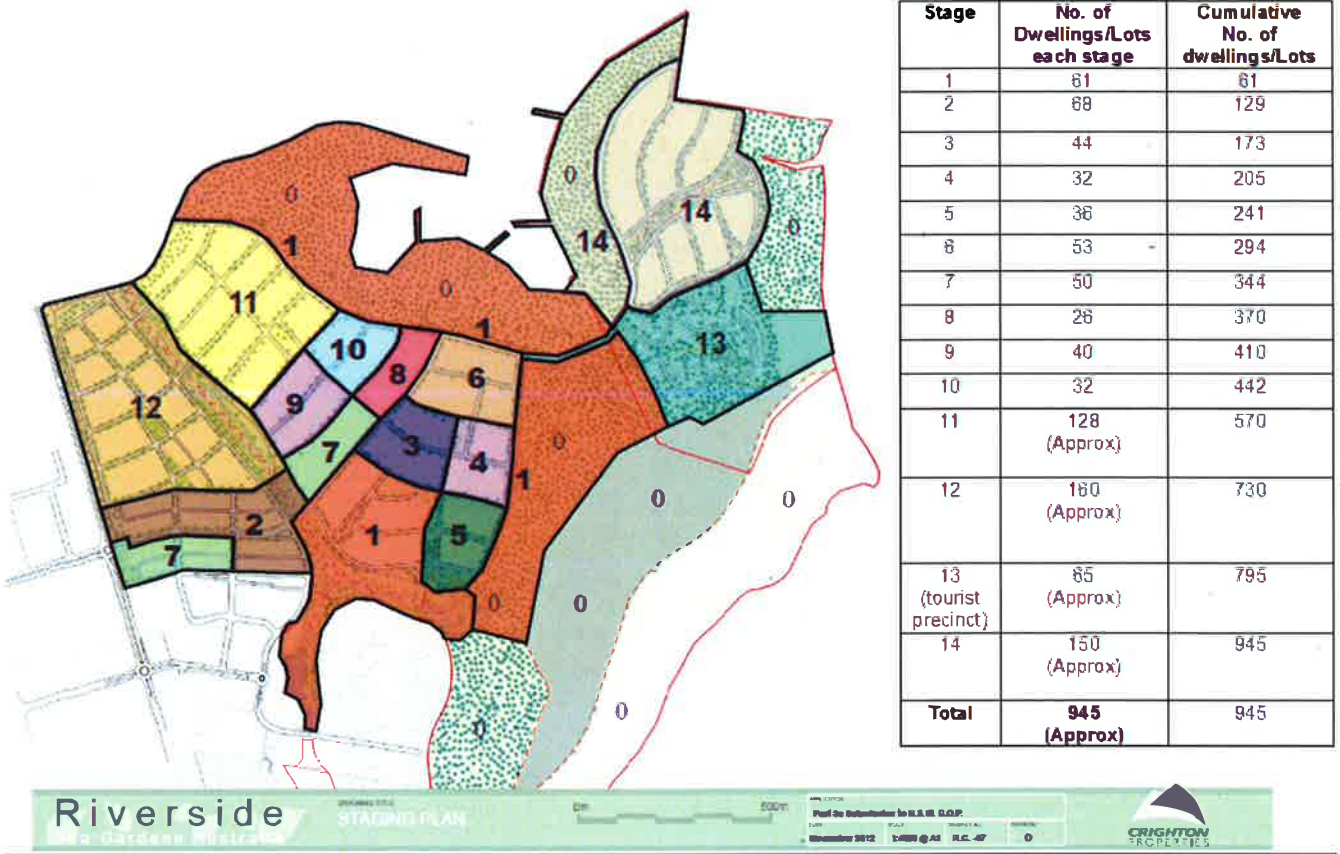 Stage No. of Dwellings/Lots each stage Cumulative No. of dwellings/Lots
1 61 61
2 68 129
3 44 173
4 32 205
5 36 241
6 53 294
7 50 344
8 26 370
9 40 410
10 32 442
11 128 (Approx) 570
12 160 (Approx) 730
13 (tourist precinct) 65 (Approx) 795
14 150 (Approx) 945
Total 945 (Approx) 945
0
0
14
0
14
0
1
11
0
1
13
10
8
6
12
9
0
7
3
4
1
0
0
2
1
5
7
0
0
0
0
Riverside
STAGING PLAN
0m
500m
November 2012
0
CRIGHTON
PROPERTIES